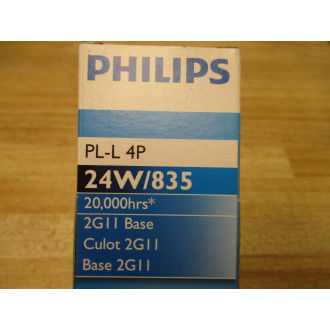 PHILIPS
PL-L 4P
24W/835
20,000hrs*
2G11 Base
Culot 2G11
Base 2G11